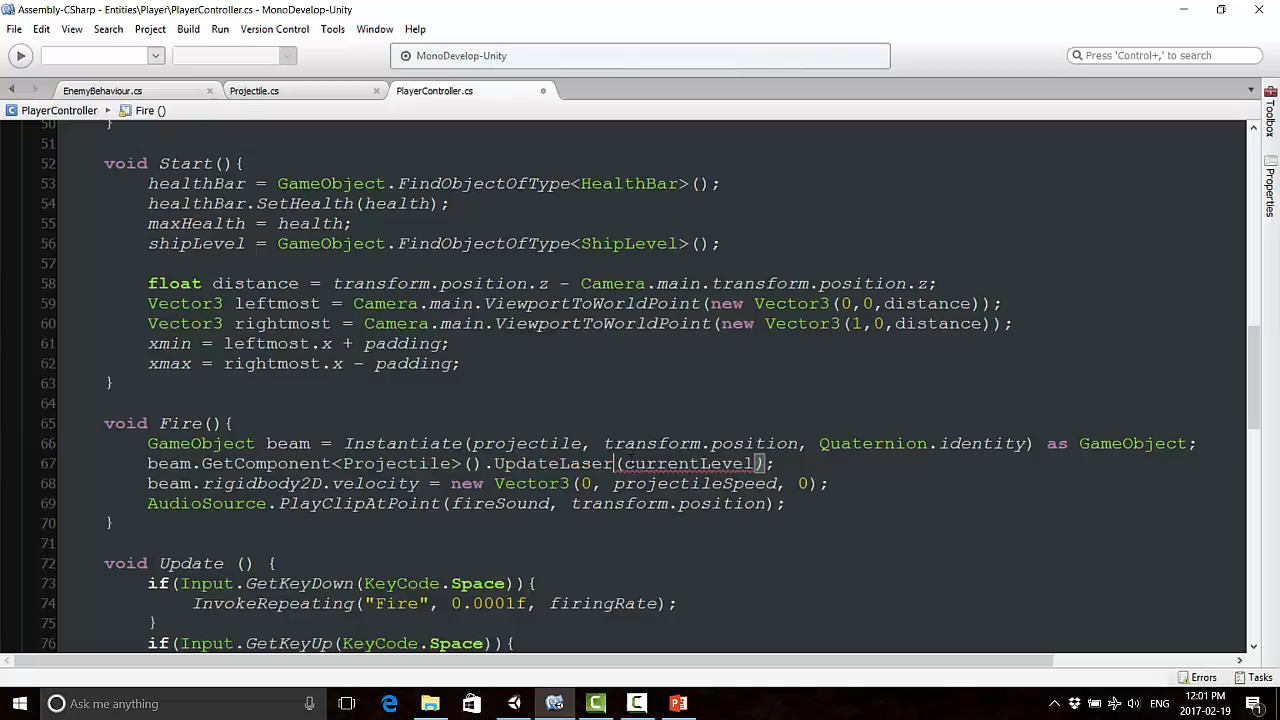 Assembly-CSharp - Entities\Player\PlayerController.cs - MonoDevelop-Unity
File Edit View Search Project Build Run Version Control Tools Window Help
MonoDevelop-Unity
Press 'Control+,' to search
EnemyBehaviour.cs Projectile.cs PlayerController.cs
PlayerController Fire ()
50 }
51
52 void Start(){
53 healthBar = GameObject.FindObjectOfType<HealthBar>();
54 healthBar.SetHealth(health);
55 maxHealth = health;
56 shipLevel = GameObject.FindObjectOfType<ShipLevel>();
57
58 float distance = transform.position.z - Camera.main.transform.position.z;
59 Vector3 leftmost = Camera.main.ViewportToWorldPoint(new Vector3(0,0,distance));
60 Vector3 rightmost = Camera.main.ViewportToWorldPoint(new Vector3(1,0,distance));
61 xmin = leftmost.x + padding;
62 xmax = rightmost.x - padding;
63 }
64
65 void Fire(){
66 GameObject beam = Instantiate(projectile, transform.position, Quaternion.identity) as GameObject;
67 beam.GetComponent<Projectile>().UpdateLaser(currentLevel);
68 beam.rigidbody2D.velocity = new Vector3(0, projectileSpeed, 0);
69 AudioSource.PlayClipAtPoint(fireSound, transform.position);
70 }
71
72 void Update () {
73 if(Input.GetKeyDown(KeyCode.Space)){
74 InvokeRepeating("Fire", 0.0001f, firingRate);
75 }
76 if(Input.GetKeyUp(KeyCode.Space)){
Toolbox
Properties
Errors Tasks
Ask me anything
12:01 PM
2017-02-19